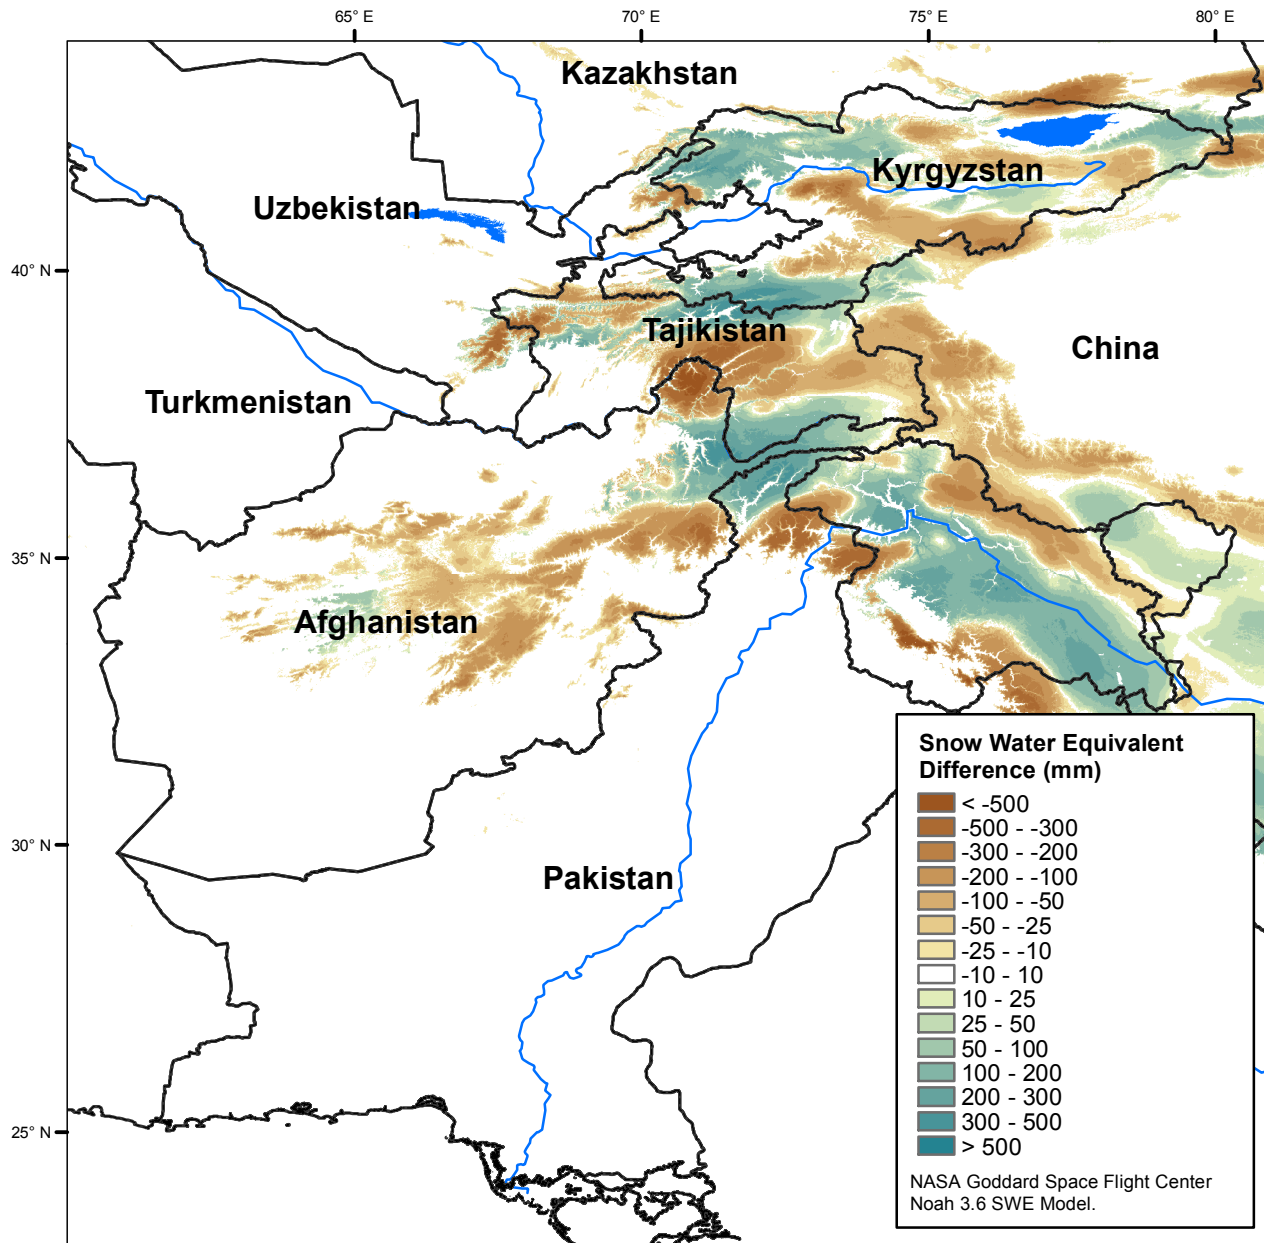 65° E
70° E
75° E
80° E
Kazakhstan
Kyrgyzstan
Uzbekistan
40° N
Tajikistan
China
Turkmenistan
35° N
Afghanistan
30° N
Pakistan
25° N
Snow Water Equivalent
Difference (mm)
< -500
-500 - -300
-300 - -200
-200 - -100
-100 - -50
-50 - -25
-25 - -10
-10 - 10
10 - 25
25 - 50
50 - 100
100 - 200
200 - 300
300 - 500
> 500
NASA Goddard Space Flight Center
Noah 3.6 SWE Model.